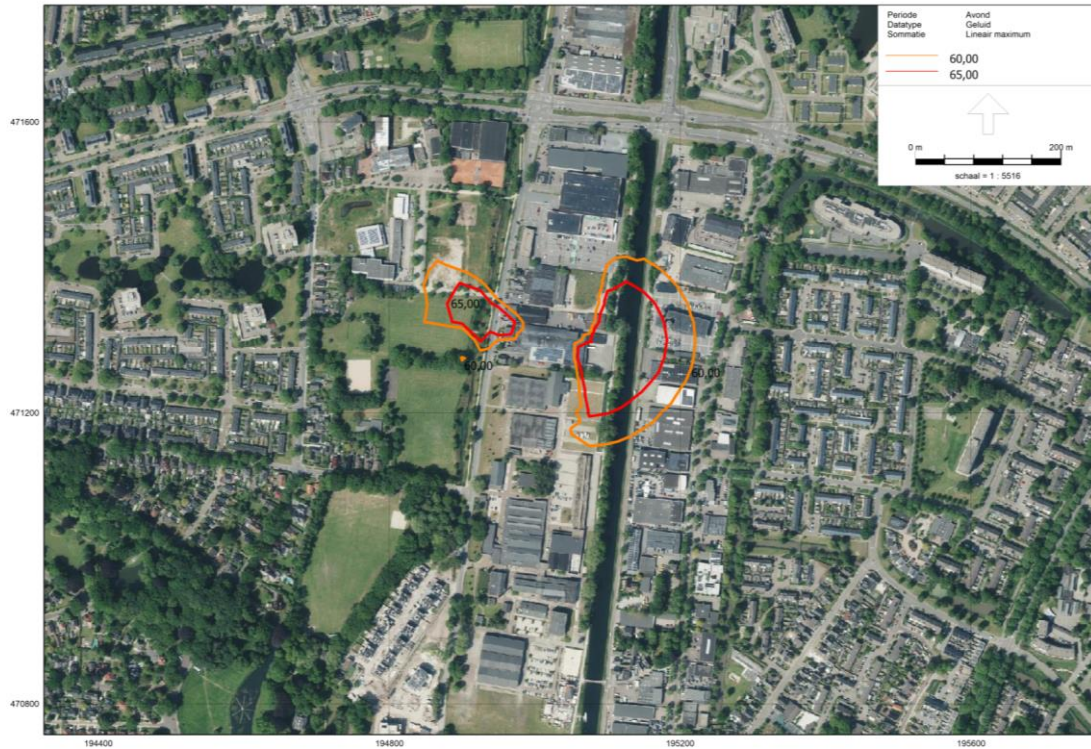 Periode Avond
Datatype Geluid
Sommatie Lineair maximum
60,00
65,00
0 m 200 m
schaal = 1 : 5516
471600
65,00
60,00
60,00
471200
470800
194400 194800 195200 195600